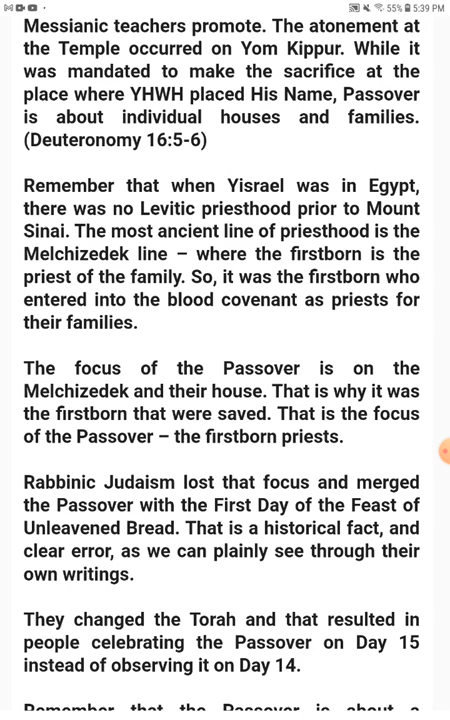 55% 5:39 PM
Messianic teachers promote. The atonement at
the Temple occurred on Yom Kippur. While it
was mandated to make the sacrifice at the
place where YHWH placed His Name, Passover
is about individual houses and families.
(Deuteronomy 16:5-6)
Remember that when Yisrael was in Egypt,
there was no Levitic priesthood prior to Mount
Sinai. The most ancient line of priesthood is the
Melchizedek line – where the firstborn is the
priest of the family. So, it was the firstborn who
entered into the blood covenant as priests for
their families.
The focus of the Passover is on the
Melchizedek and their house. That is why it was
the firstborn that were saved. That is the focus
of the Passover – the firstborn priests.
Rabbinic Judaism lost that focus and merged
the Passover with the First Day of the Feast of
Unleavened Bread. That is a historical fact, and
clear error, as we can plainly see through their
own writings.
They changed the Torah and that resulted in
people celebrating the Passover on Day 15
instead of observing it on Day 14.
Remember that the Passover is about a